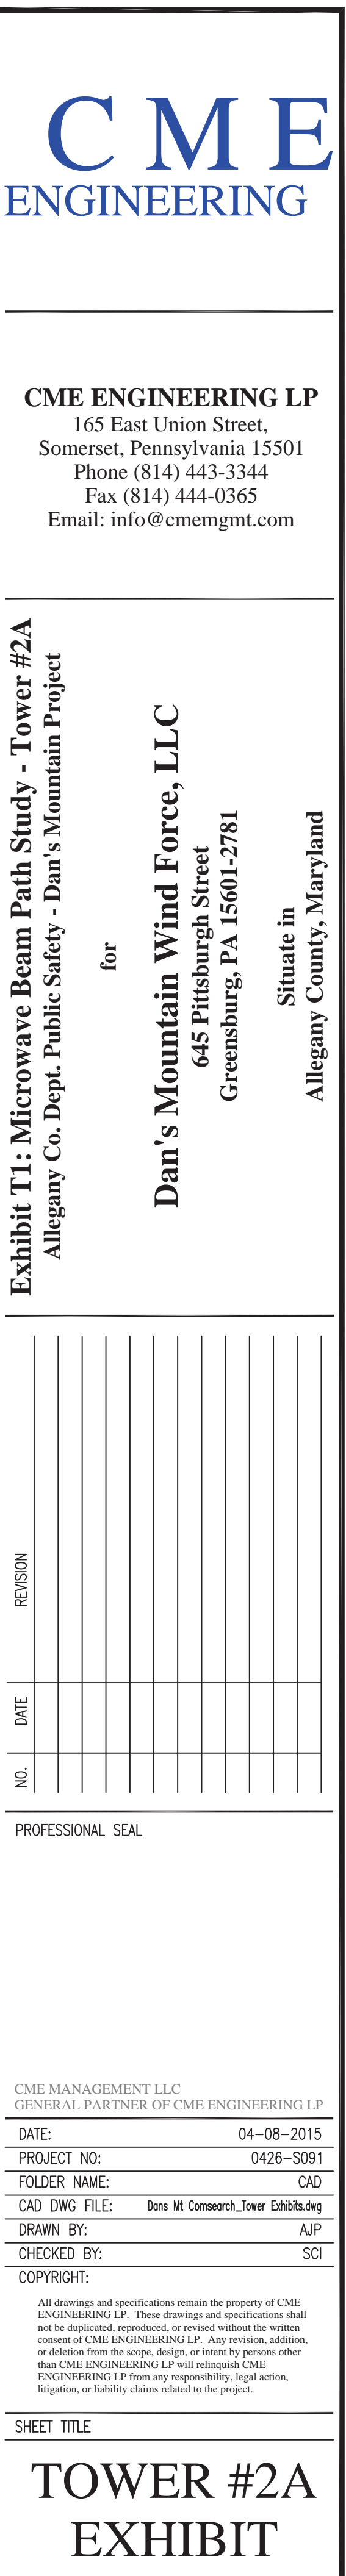 C M E
ENGINEERING
CME ENGINEERING LP
165 East Union Street,
Somerset, Pennsylvania 15501
Phone (814) 443-3344
Fax (814) 444-0365
Email: info@cmemgmt.com
Exhibit T1: Microwave Beam Path Study - Tower #2A
Allegany Co. Dept. Public Safety - Dan's Mountain Project
for
Dan's Mountain Wind Force, LLC
645 Pittsburgh Street
Greensburg, PA 15601-2781
Situate in
Allegany County, Maryland
NO. DATE REVISION
PROFESSIONAL SEAL
CME MANAGEMENT LLC
GENERAL PARTNER OF CME ENGINEERING LP
DATE: 04-08-2015
PROJECT NO: 0426-S091
FOLDER NAME: CAD
CAD DWG FILE: Dans Mt Comsearch_Tower Exhibits.dwg
DRAWN BY: AJP
CHECKED BY: SCI
COPYRIGHT:
All drawings and specifications remain the property of CME
ENGINEERING LP. These drawings and specifications shall
not be duplicated, reproduced, or revised without the written
consent of CME ENGINEERING LP. Any revision, addition,
or deletion from the scope, design, or intent by persons other
than CME ENGINEERING LP will relinquish CME
ENGINEERING LP from any responsibility, legal action,
litigation, or liability claims related to the project.
SHEET TITLE
TOWER #2A
EXHIBIT